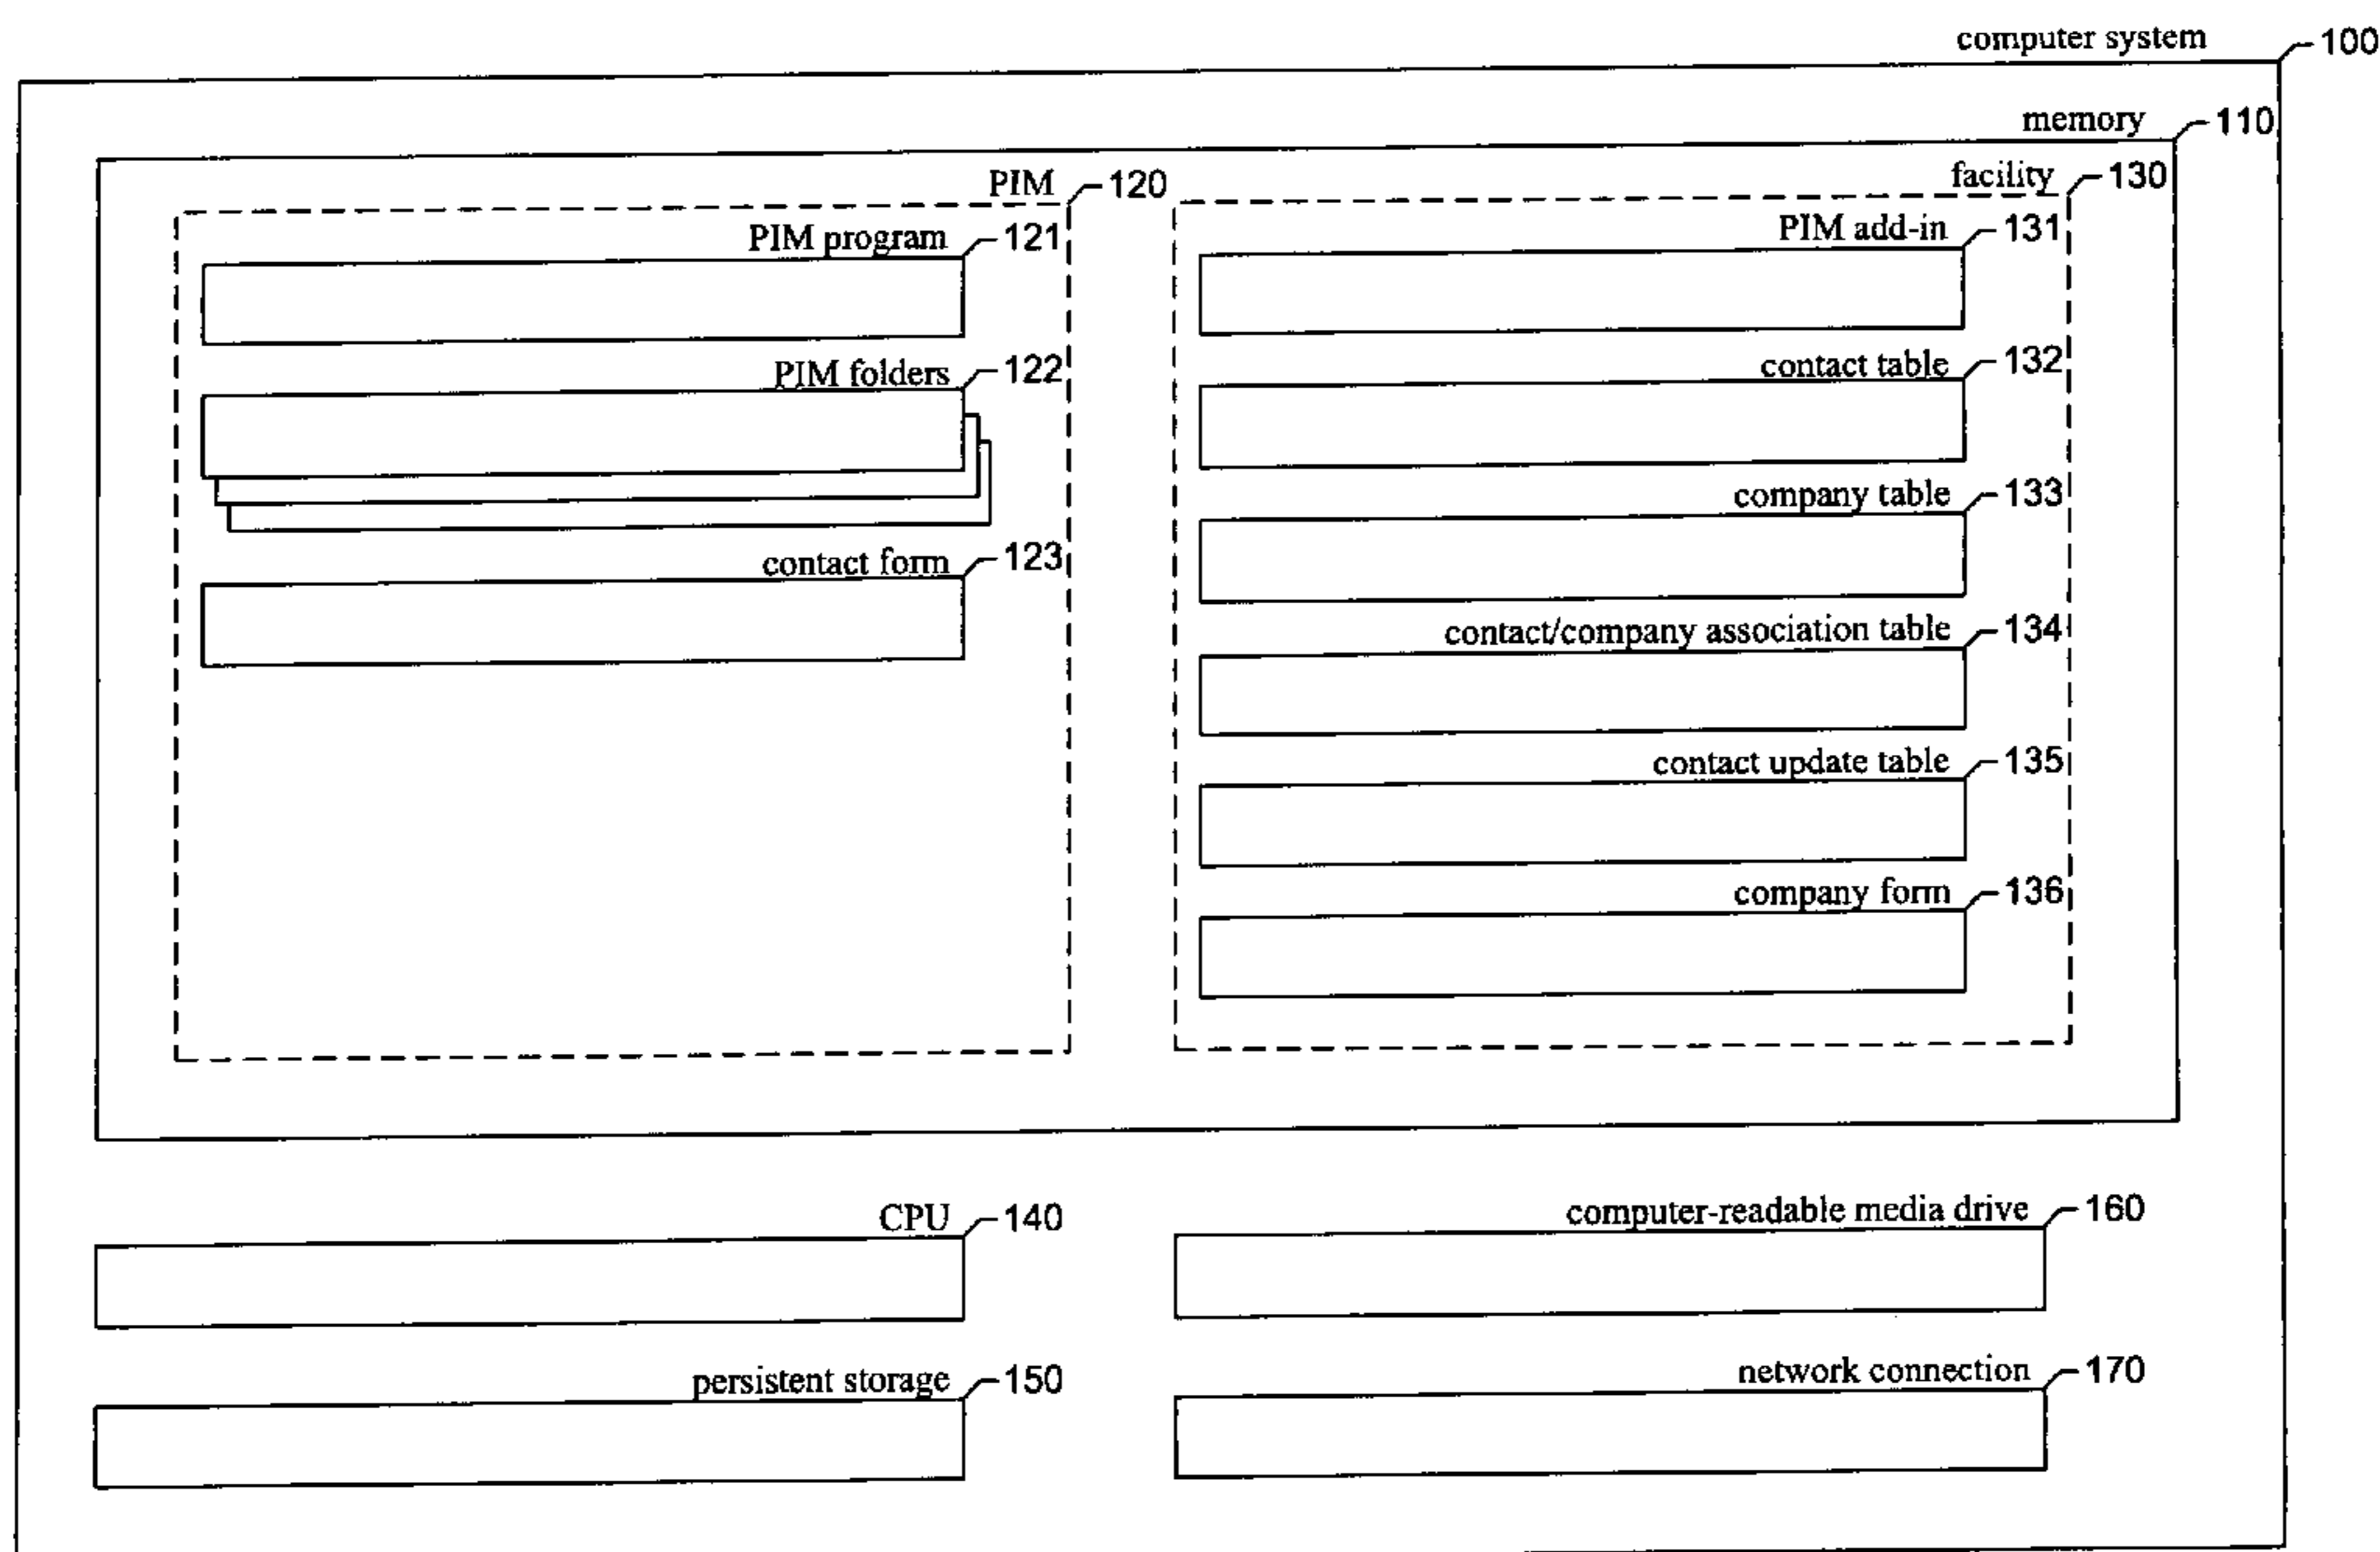 computer system 100
memory 110
PIM 120
PIM program 121
PIM folders 122
contact form 123
facility 130
PIM add-in 131
contact table 132
company table 133
contact/company association table 134
contact update table 135
company form 136
CPU 140
persistent storage 150
computer-readable media drive 160
network connection 170